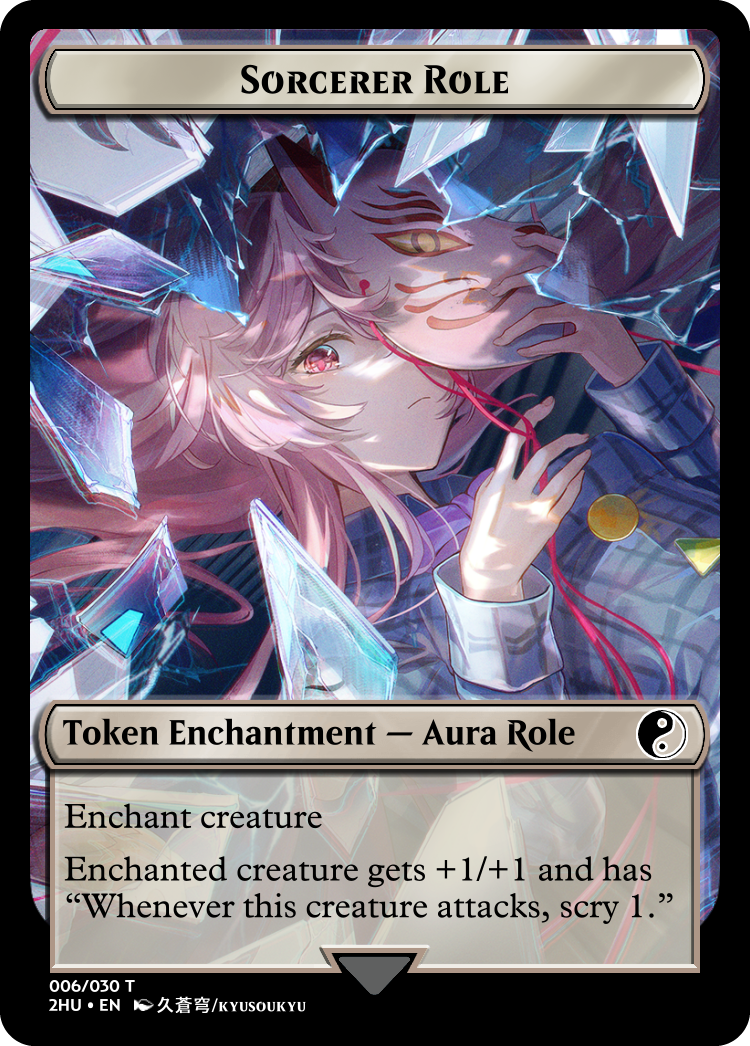 Sorcerer Role
Token Enchantment — Aura Role
Enchant creature
Enchanted creature gets +1/+1 and has
“Whenever this creature attacks, scry 1.”
006/030 T
2HU • EN 久蒼穹/KYUSOUKYU